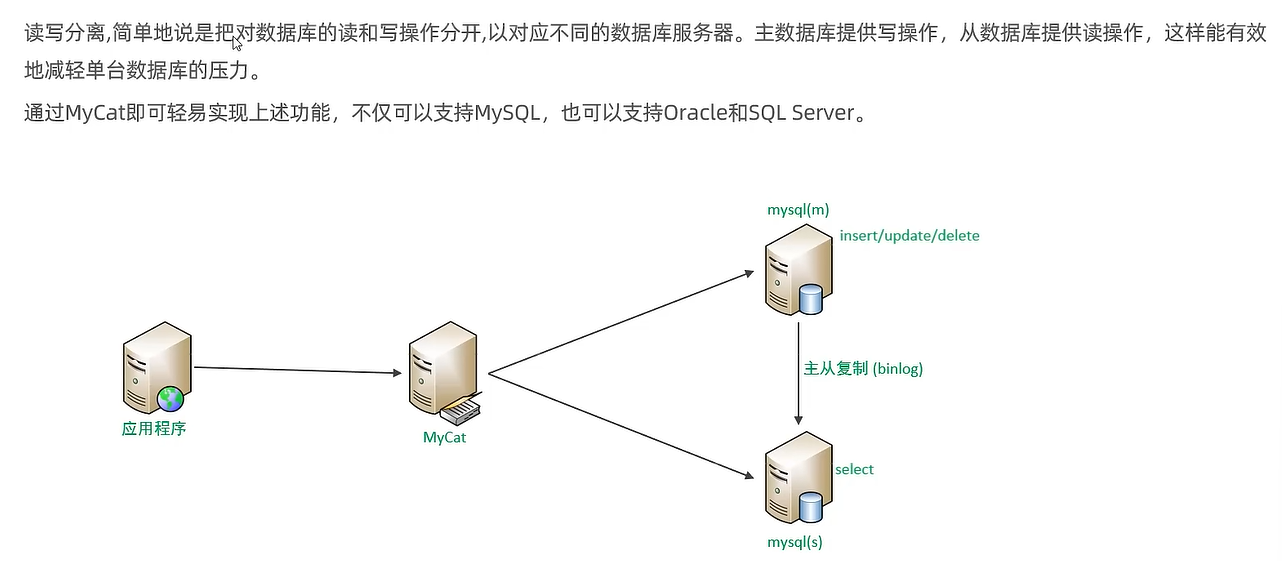 读写分离,简单地说是把对数据库的读和写操作分开,以对应不同的数据库服务器。主数据库提供写操作，从数据库提供读操作，这样能有效
地减轻单台数据库的压力。
通过MyCat即可轻易实现上述功能，不仅可以支持MySQL，也可以支持Oracle和SQL Server。
mysql(m)
insert/update/delete
主从复制 (binlog)
应用程序
MyCat
select
mysql(s)